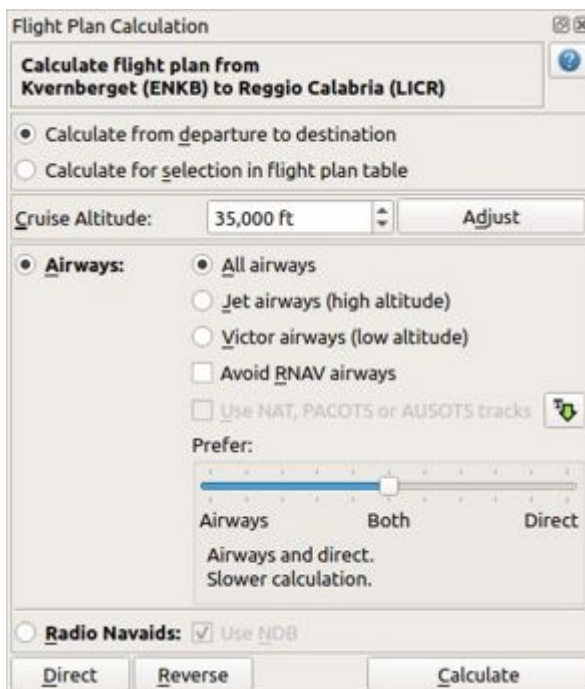 Flight Plan Calculation
Calculate flight plan from
Kvernberget (ENKB) to Reggio Calabria (LICR)
Calculate from departure to destination
Calculate for selection in flight plan table
Cruise Altitude: 35,000 ft Adjust
Airways: All airways
Jet airways (high altitude)
Victor airways (low altitude)
Avoid RNAV airways
Use NAT, PACOTS or AUSOTS tracks
Prefer:
Airways Both Direct
Airways and direct.
Slower calculation.
Radio Navaids: Use NDB
Direct Reverse Calculate